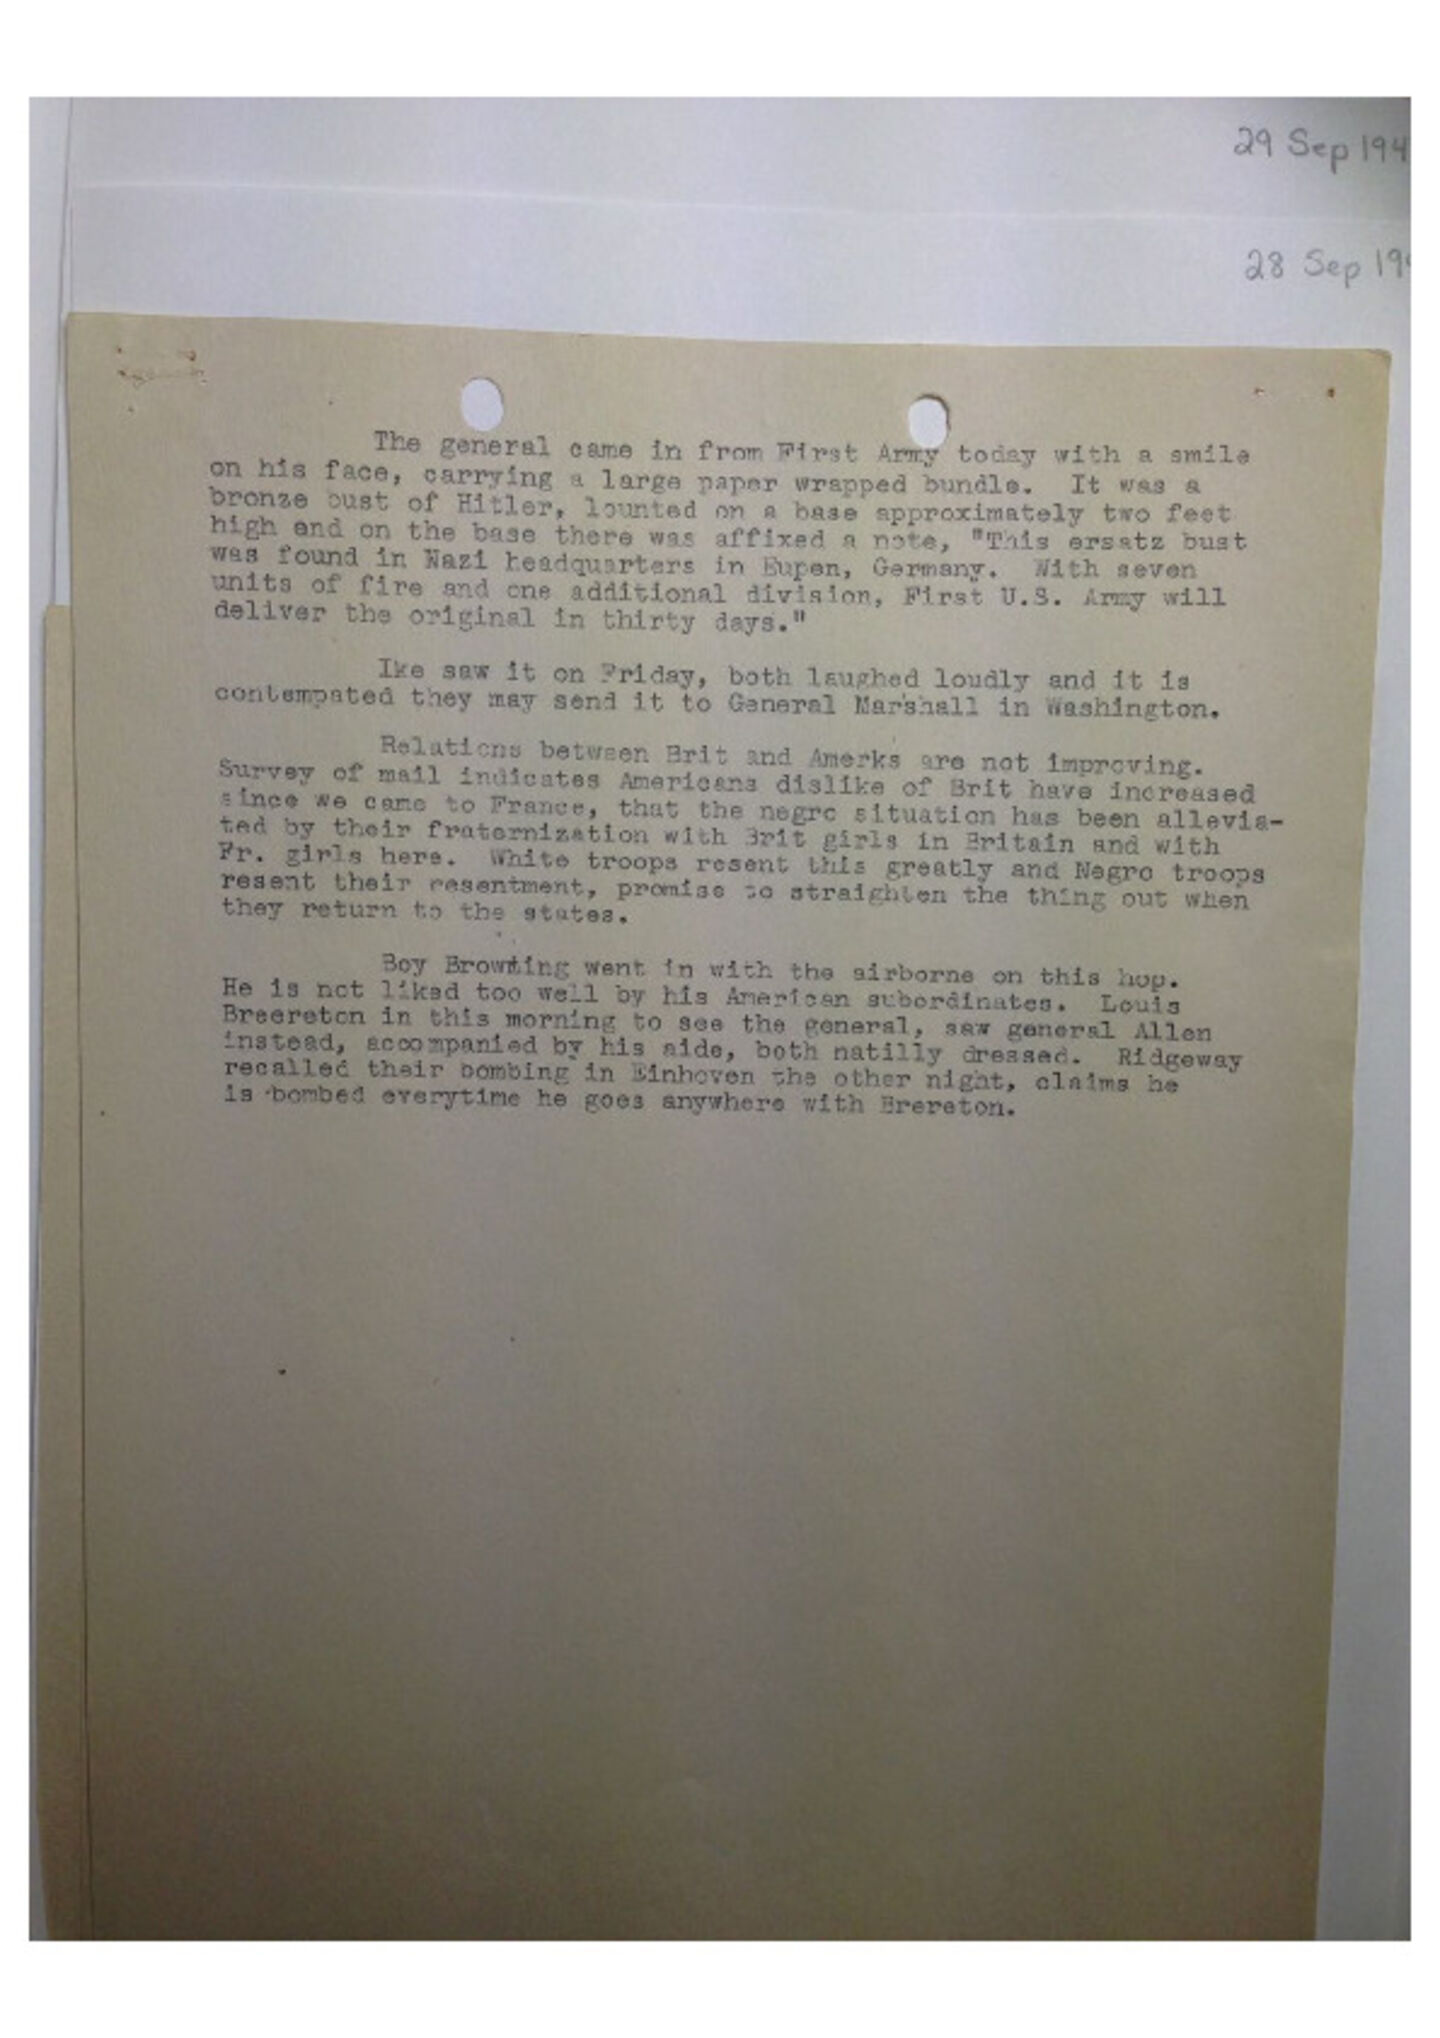 29 Sep 194
28 Sep 19
The general came in from First Army today with a smile
on his face, carrying a large paper wrapped bundle. It was a
bronze bust of Hitler, lounted on a base approximately two feet
high and on the base there was affixed a note, "This ersatz bust
was found in Nazi headquarters in Eupen, Germany. With seven
units of fire and one additional division, First U.S. Army will
deliver the original in thirty days."
Ike saw it on Friday, both laughed loudly and it is
contempated they may send it to General Marshall in Washington.
Relations between Brit and Amerks are not improving.
Survey of mail indicates Americans dislike of Brit have increased
since we came to France, that the negro situation has been allevia-
ted by their fraternization with Brit girls in Britain and with
Fr. girls here. White troops resent this greatly and Negro troops
resent their resentment, promise to straighten the thing out when
they return to the states.
Boy Browning went in with the airborne on this hop.
He is not liked too well by his American subordinates. Louis
Breereton in this morning to see the general, saw general Allen
instead, accompanied by his aide, both natilly dressed. Ridgeway
recalled their bombing in Einhoven the other night, claims he
is bombed everytime he goes anywhere with Brereton.